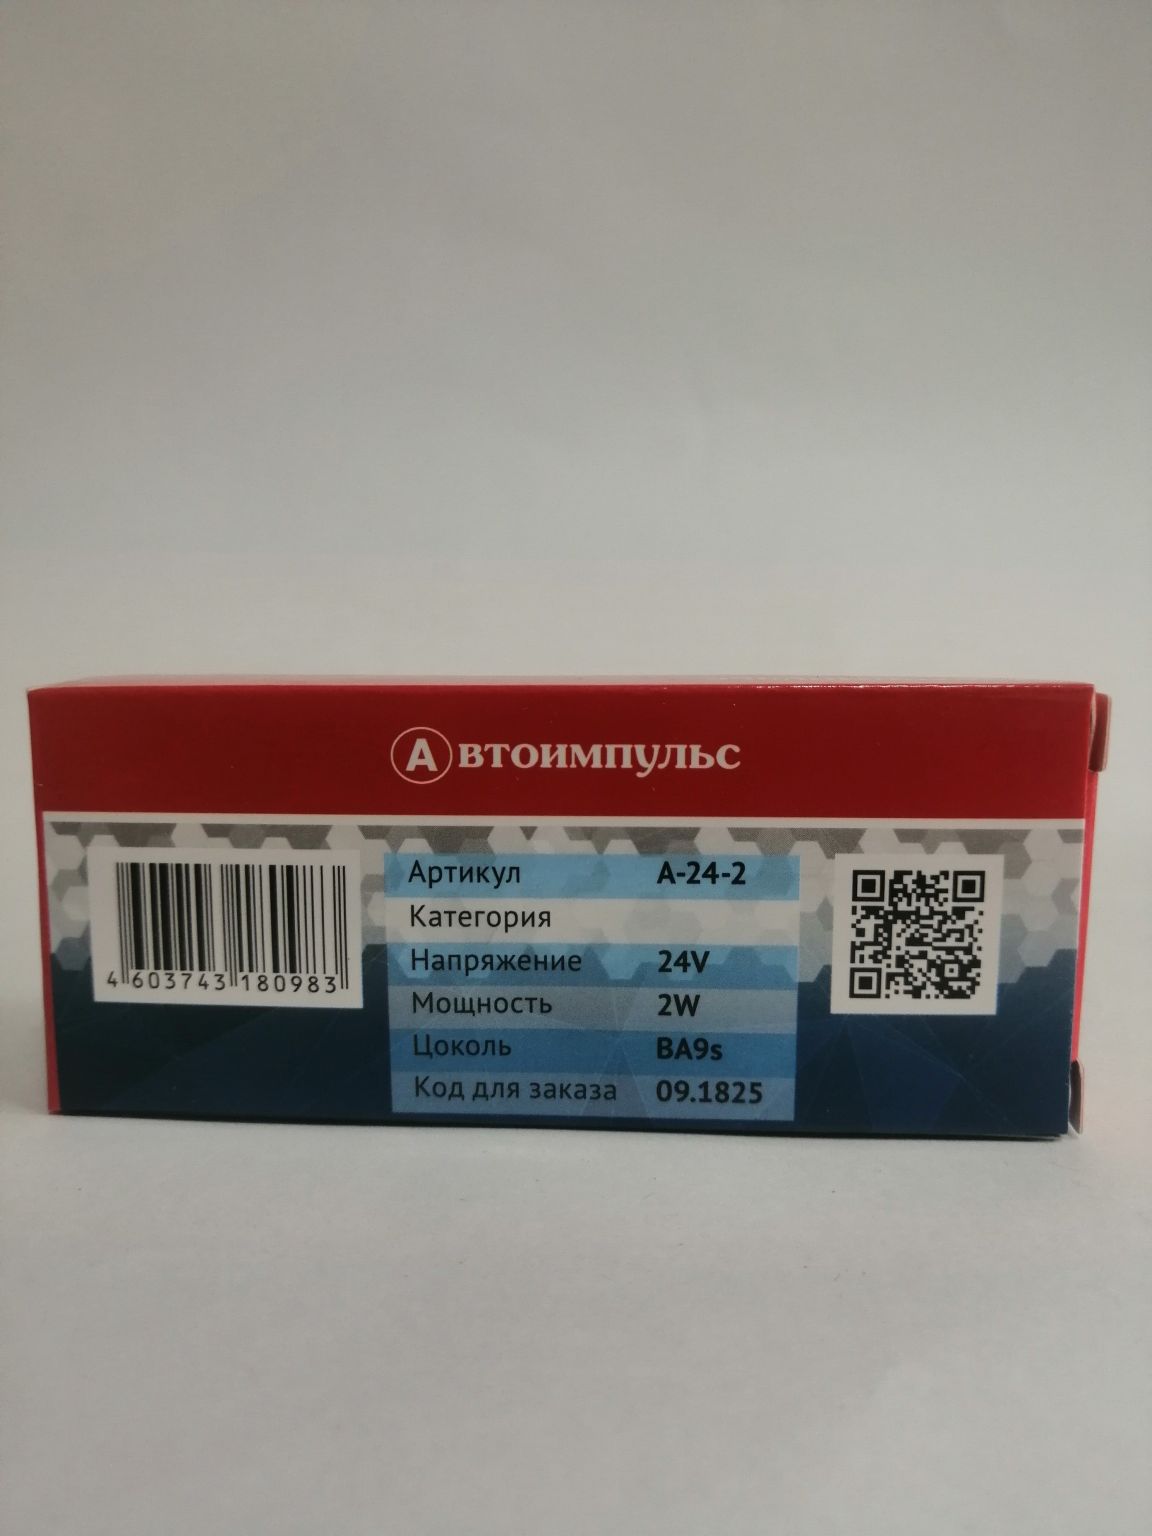 Автоимпульс
Артикул A-24-2
Категория
Напряжение 24V
Мощность 2W
Цоколь BA9s
Код для заказа 09.1825
4 603743 180983